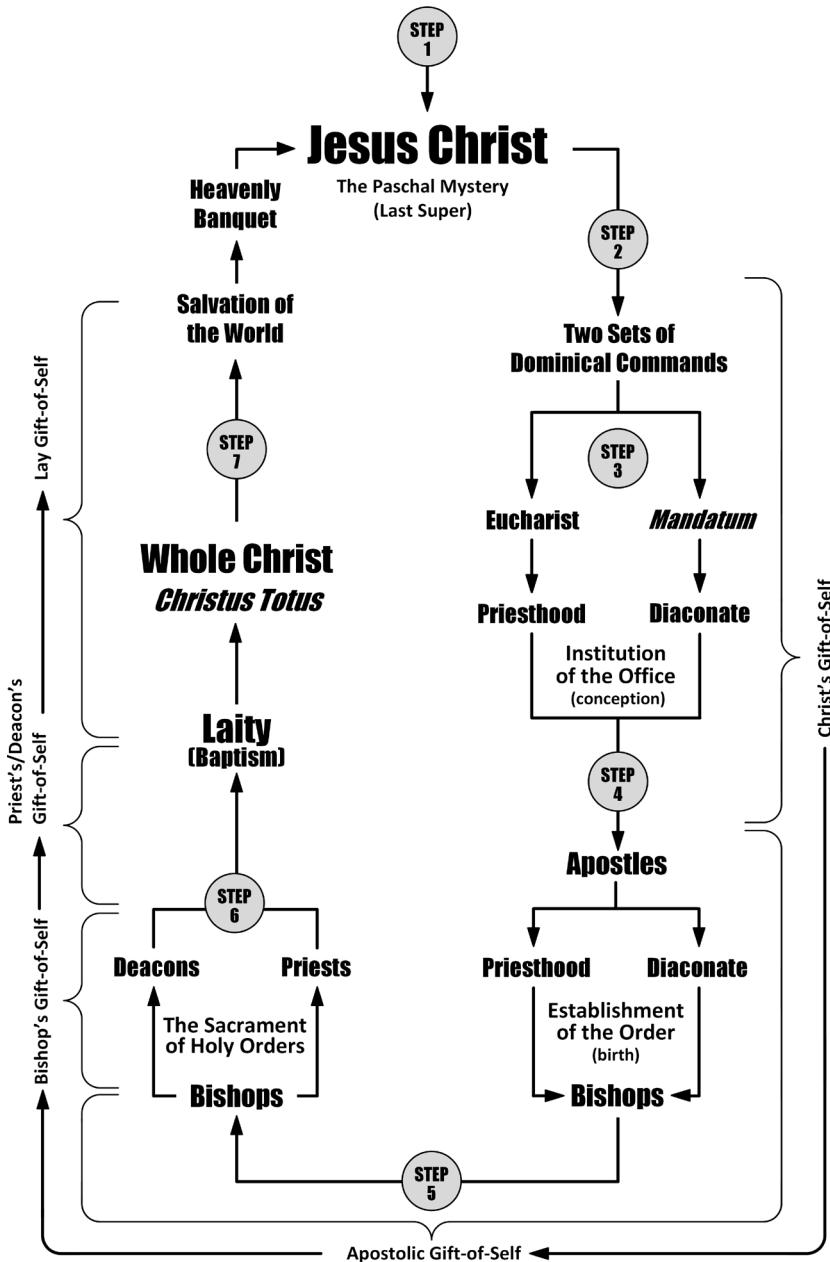 STEP
1
Jesus Christ
The Paschal Mystery
(Last Super)
STEP
2
Two Sets of
Dominical Commands
STEP
3
Eucharist
Mandatum
Priesthood
Diaconate
Institution
of the Office
(conception)
STEP
4
Apostles
Priesthood
Diaconate
Establishment
of the Order
(birth)
Bishops
STEP
5
Bishops
The Sacrament
of Holy Orders
Deacons
Priests
STEP
6
Laity
(Baptism)
Whole Christ
Christus Totus
STEP
7
Salvation of
the World
Heavenly
Banquet
Christ's Gift-of-Self
Apostolic Gift-of-Self
Bishop's Gift-of-Self
Priest's/Deacon's
Gift-of-Self
Lay Gift-of-Self